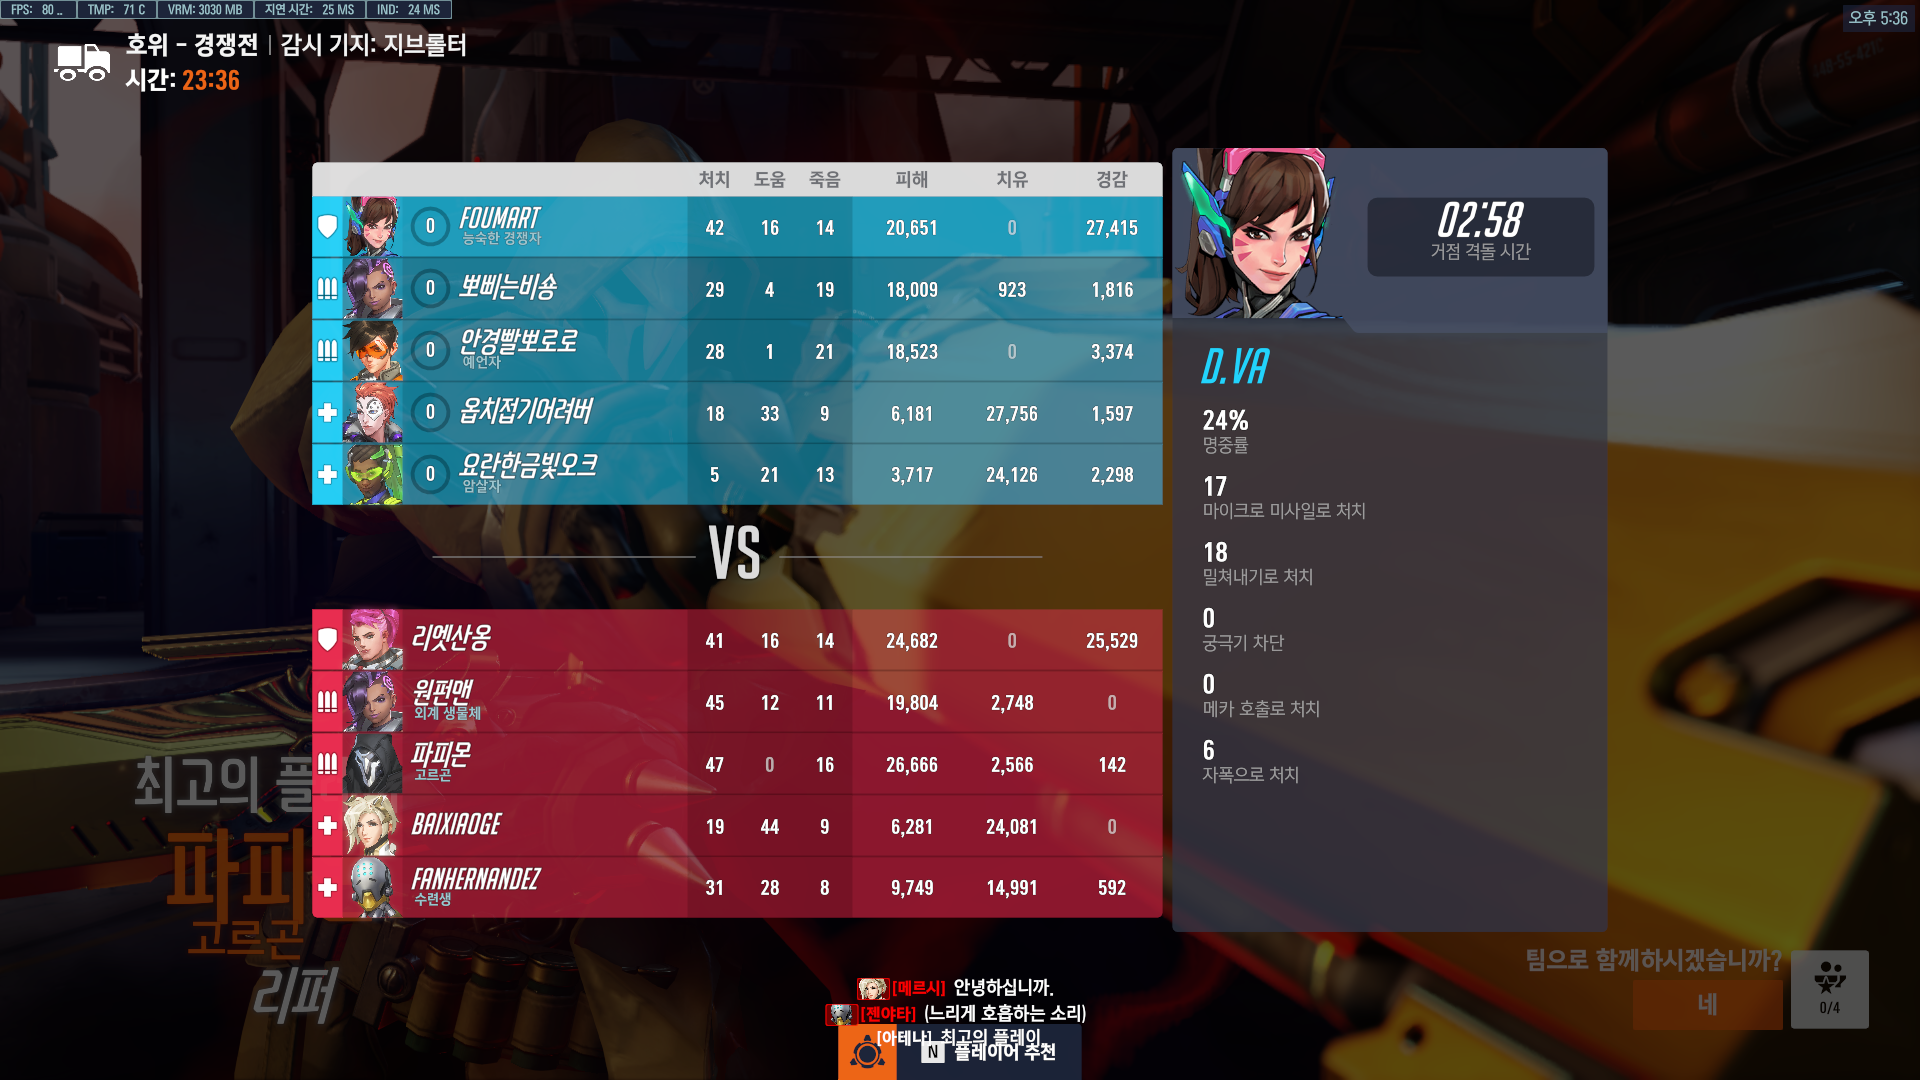 FPS: 80 .. TMP: 71 C VRM: 3030 MB 지연 시간: 25 MS IND: 24 MS
오후 5:36
호위 - 경쟁전 | 감시 기지: 지브롤터
시간: 23:36
처치 도움 죽음 피해 치유 경감
0 FOUMART 42 16 14 20,651 0 27,415
능숙한 경쟁자
0 뽀삐는비숑 29 4 19 18,009 923 1,816
0 안경빨뽀로로 28 1 21 18,523 0 3,374
예언자
0 옵치접기어려버 18 33 9 6,181 27,756 1,597
0 요란한금빛오크 5 21 13 3,717 24,126 2,298
암살자
VS
리엣산옹 41 16 14 24,682 0 25,529
원펀맨 45 12 11 19,804 2,748 0
외계 생물체
파피몬 47 0 16 26,666 2,566 142
고르곤
BAIXIAOGE 19 44 9 6,281 24,081 0
FANHERNANDEZ 31 28 8 9,749 14,991 592
수련생
02:58
거점 격돌 시간
D.VA
24%
명중률
17
마이크로 미사일로 처치
18
밀쳐내기로 처치
0
궁극기 차단
0
메카 호출로 처치
6
자폭으로 처치
최고의 플
파피
고르곤
리퍼
[메르시] 안녕하십니까.
[젠야타] (느리게 호흡하는 소리)
[아테나] 최고의 플레이.
N 플레이어 추천
팀으로 함께하시겠습니까?
네
0/4